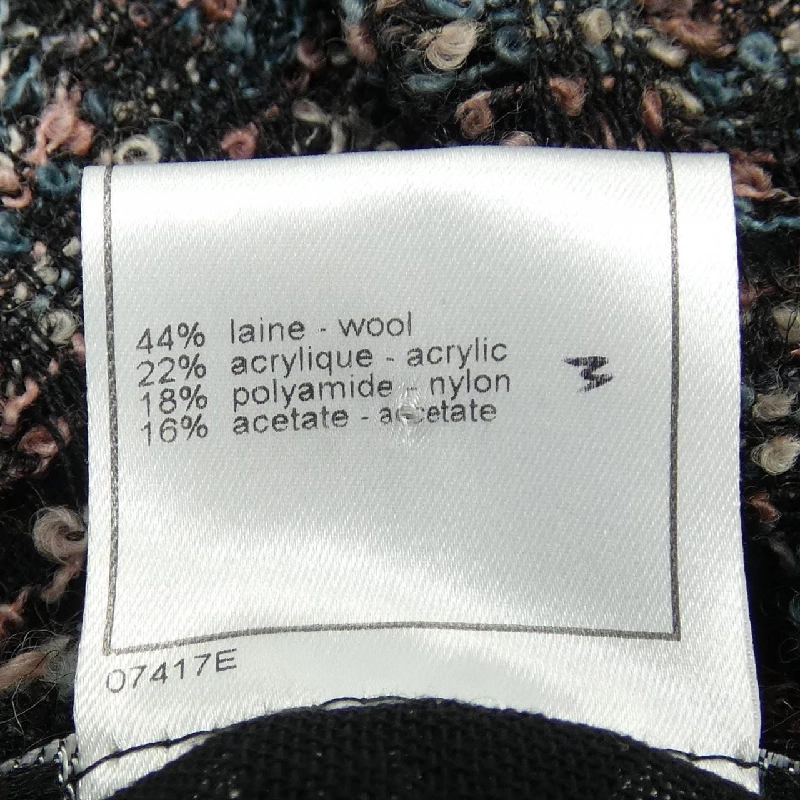 44% laine - wool
22% acrylique - acrylic
18% polyamide - nylon
16% acetate - acetate
07417E